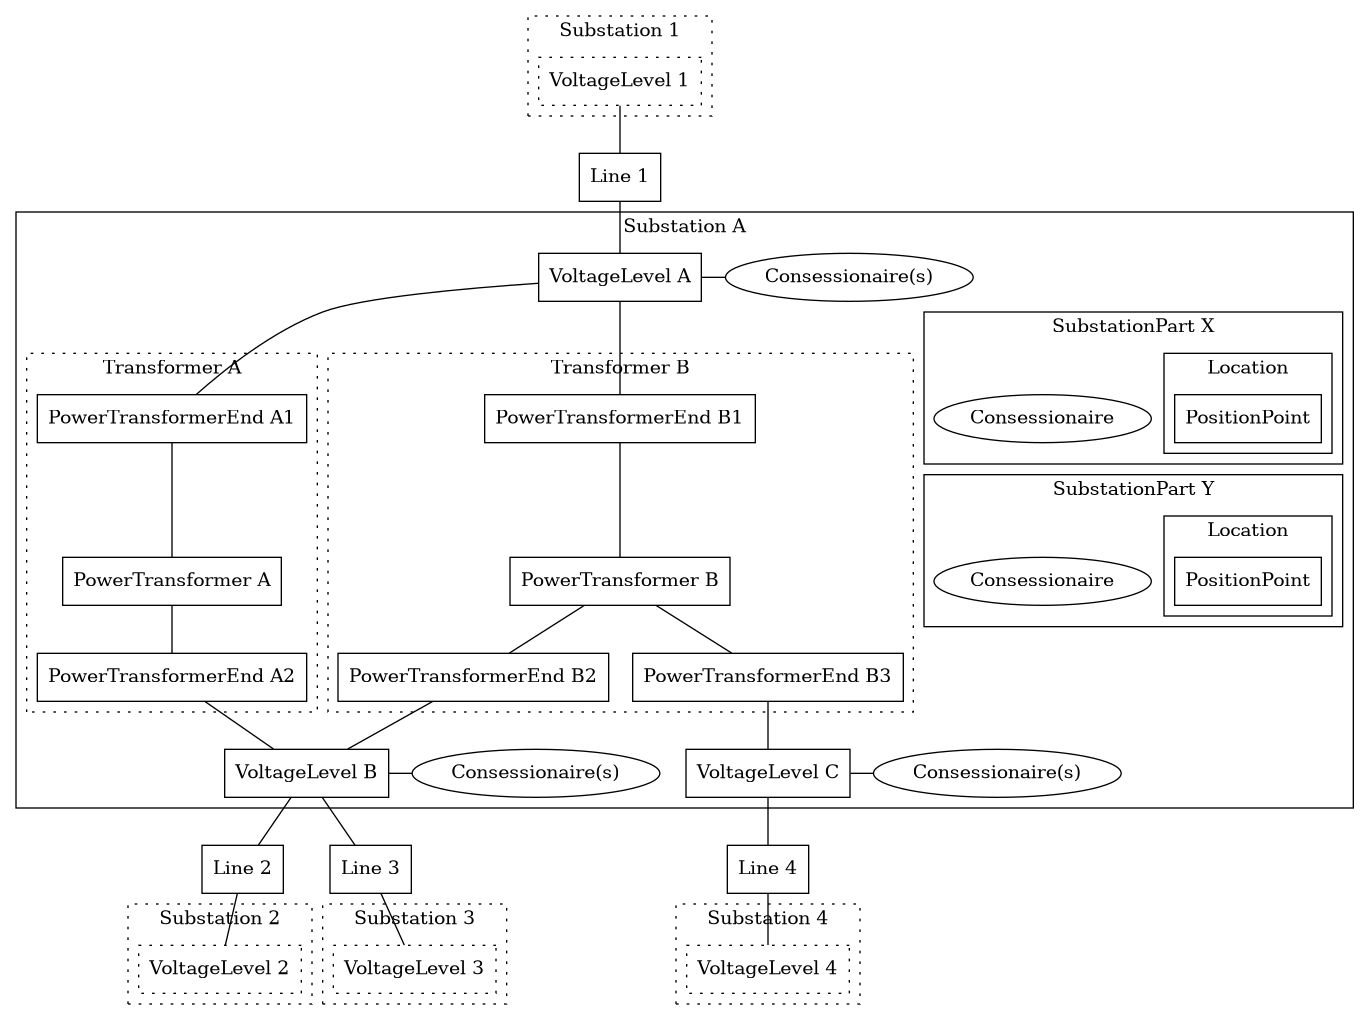 Substation 1
VoltageLevel 1
Line 1
Substation A
VoltageLevel A
Consessionaire(s)
SubstationPart X
Location
Consessionaire
PositionPoint
Transformer A
Transformer B
PowerTransformerEnd A1
PowerTransformerEnd B1
SubstationPart Y
Location
Consessionaire
PositionPoint
PowerTransformer A
PowerTransformer B
PowerTransformerEnd A2
PowerTransformerEnd B2
PowerTransformerEnd B3
VoltageLevel B
Consessionaire(s)
VoltageLevel C
Consessionaire(s)
Line 2
Line 3
Line 4
Substation 2
Substation 3
Substation 4
VoltageLevel 2
VoltageLevel 3
VoltageLevel 4